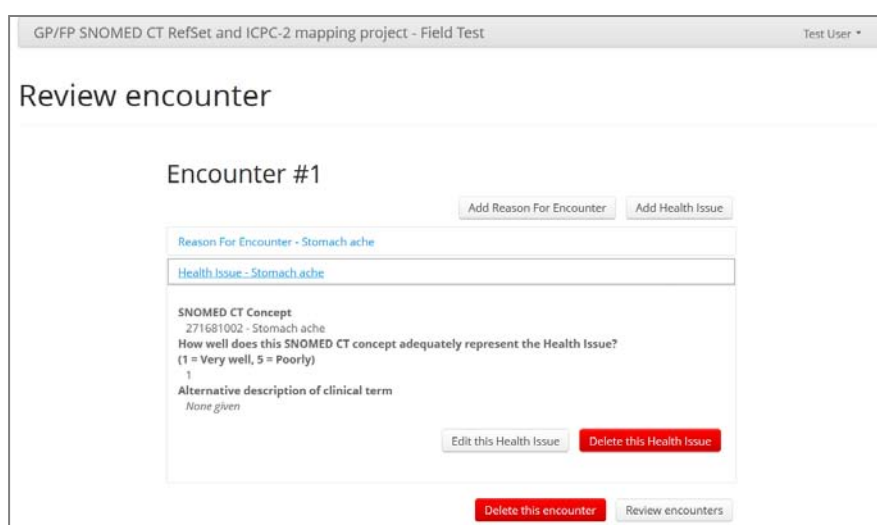 GP/FP SNOMED CT RefSet and ICPC-2 mapping project - Field Test
Test User
Review encounter
Encounter #1
Add Reason For Encounter
Add Health Issue
Reason For Encounter - Stomach ache
Health Issue - Stomach ache
SNOMED CT Concept
271681002 - Stomach ache
How well does this SNOMED CT concept adequately represent the Health Issue?
(1 = Very well, 5 = Poorly)
1
Alternative description of clinical term
None given
Edit this Health Issue
Delete this Health Issue
Delete this encounter
Review encounters